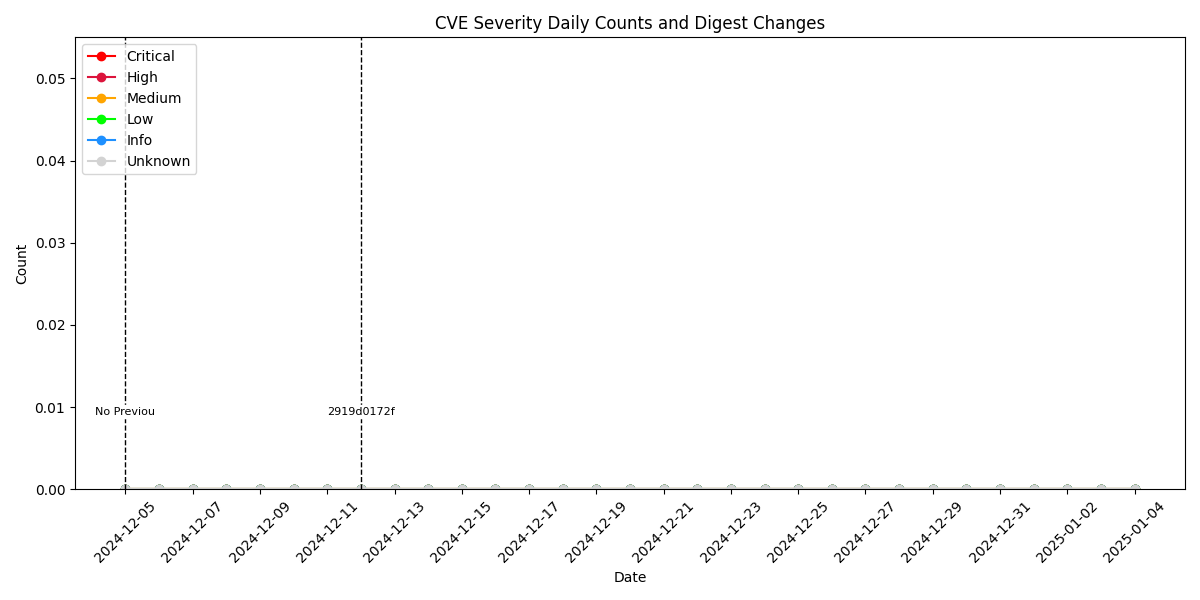 CVE Severity Daily Counts and Digest Changes
Critical
High
Medium
Low
Info
Unknown
Count
0.05
0.04
0.03
0.02
0.01
0.00
No Previou
2919d0172f
2024-12-05
2024-12-07
2024-12-09
2024-12-11
2024-12-13
2024-12-15
2024-12-17
2024-12-19
2024-12-21
2024-12-23
2024-12-25
2024-12-27
2024-12-29
2024-12-31
2025-01-02
2025-01-04
Date